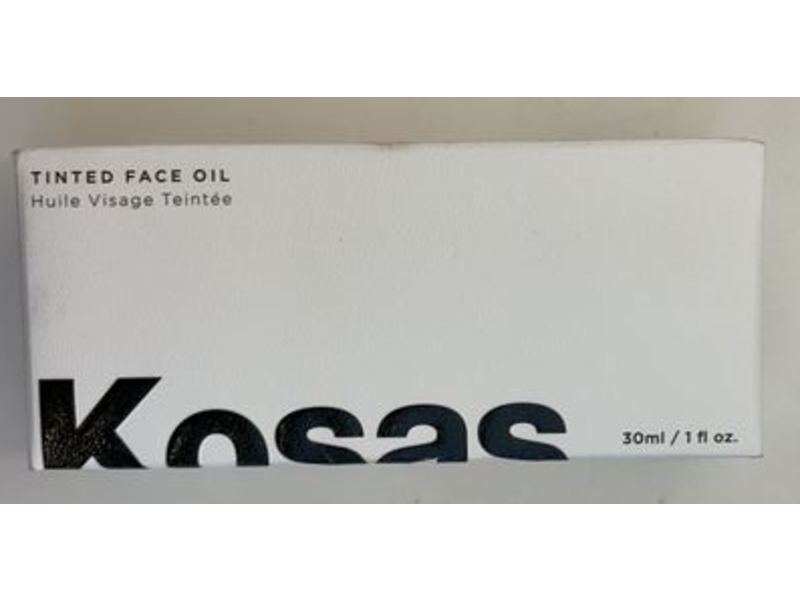 TINTED FACE OIL
Huile Visage Teintée
Kosas
30ml / 1 fl oz.